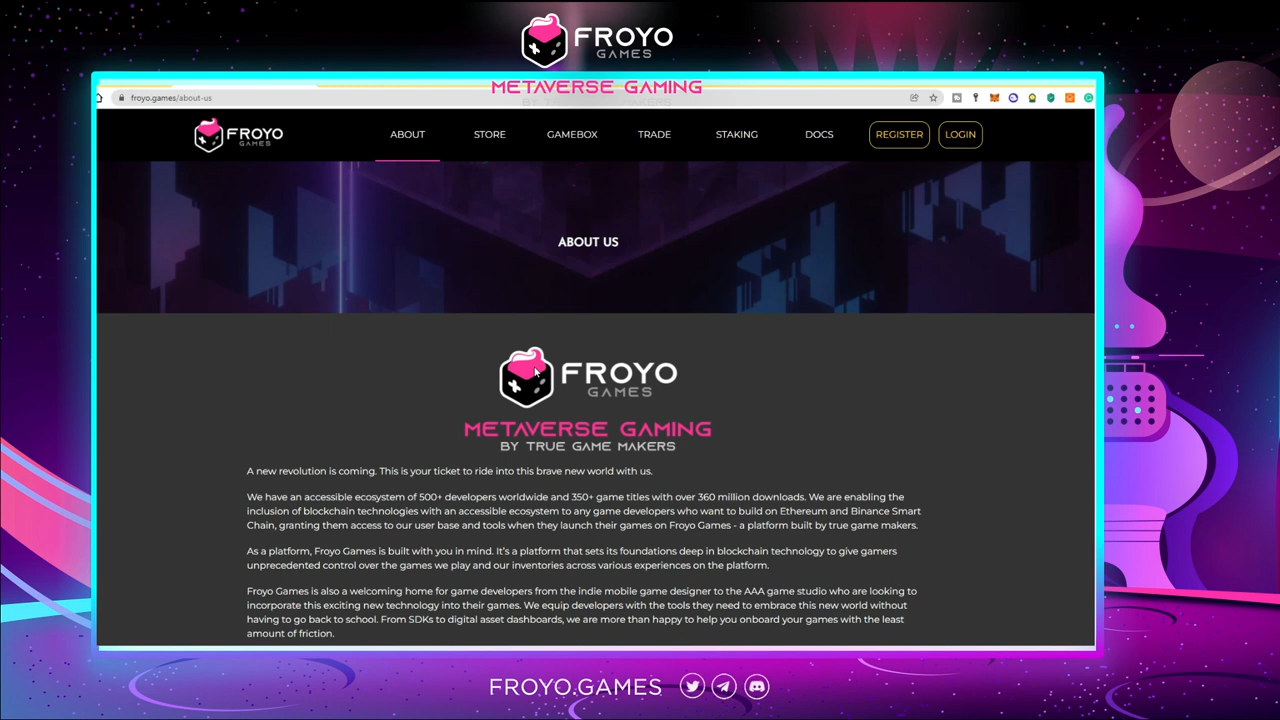 FROYO
GAMES
METAVERSE GAMING
BY TRUE GAME MAKERS
froyo.games/about-us
FROYO
GAMES
ABOUT
STORE
GAMEBOX
TRADE
STAKING
DOCS
REGISTER
LOGIN
ABOUT US
FROYO
GAMES
METAVERSE GAMING
BY TRUE GAME MAKERS
A new revolution is coming. This is your ticket to ride into this brave new world with us.
We have an accessible ecosystem of 500+ developers worldwide and 350+ game titles with over 360 million downloads. We are enabling the
inclusion of blockchain technologies with an accessible ecosystem to any game developers who want to build on Ethereum and Binance Smart
Chain, granting them access to our user base and tools when they launch their games on Froyo Games - a platform built by true game makers.
As a platform, Froyo Games is built with you in mind. It's a platform that sets its foundations deep in blockchain technology to give gamers
unprecedented control over the games we play and our inventories across various experiences on the platform.
Froyo Games is also a welcoming home for game developers from the indie mobile game designer to the AAA game studio who are looking to
incorporate this exciting new technology into their games. We equip developers with the tools they need to embrace this new world without
having to go back to school. From SDKs to digital asset dashboards, we are more than happy to help you onboard your games with the least
amount of friction.
FROYO.GAMES